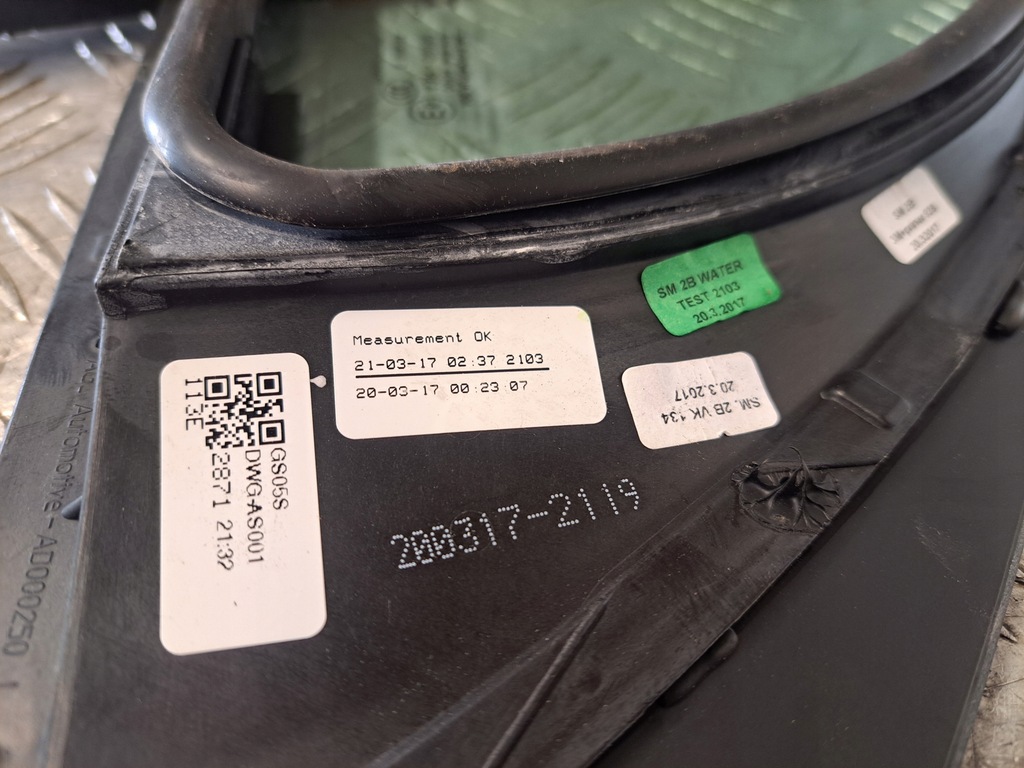 Measurement OK
21-03-17 02:37 2103
20-03-17 00:23:07
SM 2B WATER
TEST 2103
20.3.2017
SM. 2B VK 134
20.3.2017
GS05S
DWG-AS001
2871 21:32
113E
200317-2119
Automotive - AD000250